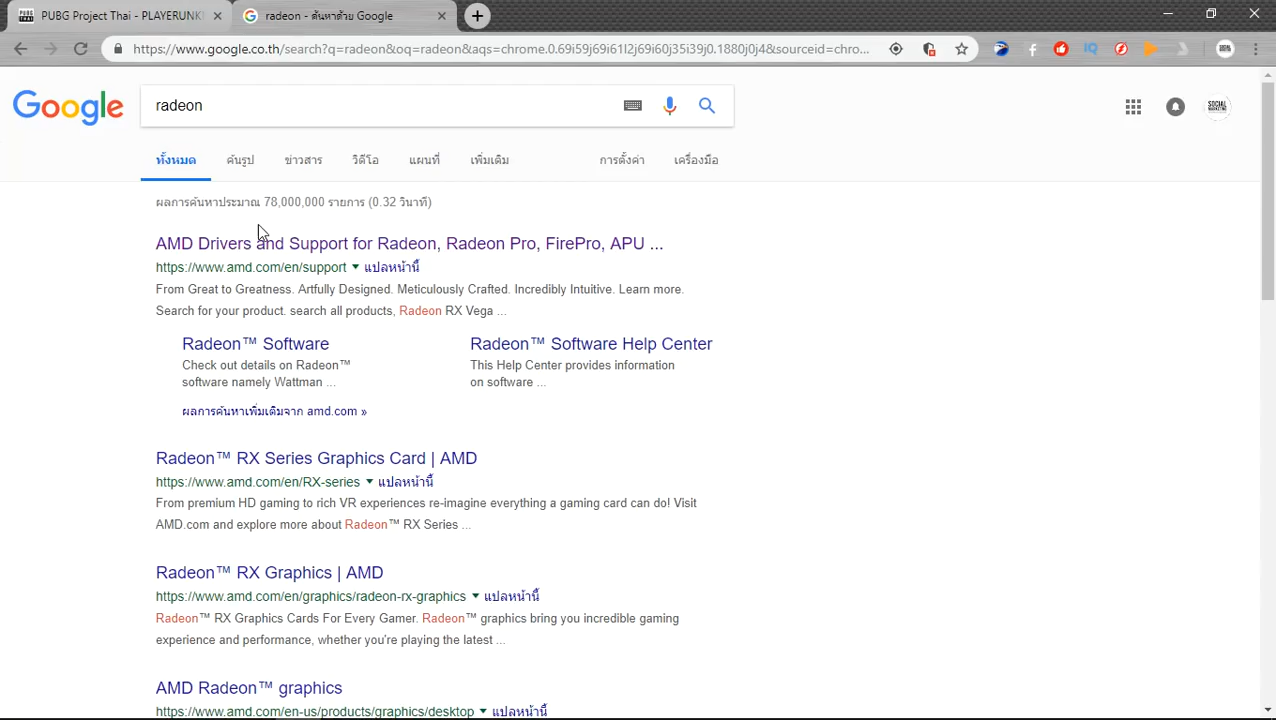 PUBG Project Thai - PLAYERUNK
radeon - ค้นหาด้วย Google
https://www.google.co.th/search?q=radeon&oq=radeon&aqs=chrome.0.69i59j69i61l2j69i60j35i39j0.1880j0j4&sourceid=chro...
Google
radeon
SOCIAL
MARKETING
ทั้งหมด
ค้นรูป
ข่าวสาร
วิดีโอ
แผนที่
เพิ่มเติม
การตั้งค่า
เครื่องมือ
ผลการค้นหาประมาณ 78,000,000 รายการ (0.32 วินาที)
AMD Drivers and Support for Radeon, Radeon Pro, FirePro, APU ...
https://www.amd.com/en/support ▼ แปลหน้านี้
From Great to Greatness. Artfully Designed. Meticulously Crafted. Incredibly Intuitive. Learn more.
Search for your product. search all products, Radeon RX Vega ...
Radeon™ Software
Check out details on Radeon™
software namely Wattman ...
Radeon™ Software Help Center
This Help Center provides information
on software ...
ผลการค้นหาเพิ่มเติมจาก amd.com »
Radeon™ RX Series Graphics Card | AMD
https://www.amd.com/en/RX-series ▼ แปลหน้านี้
From premium HD gaming to rich VR experiences re-imagine everything a gaming card can do! Visit
AMD.com and explore more about Radeon™ RX Series ...
Radeon™ RX Graphics | AMD
https://www.amd.com/en/graphics/radeon-rx-graphics ▼ แปลหน้านี้
Radeon™ RX Graphics Cards For Every Gamer. Radeon™ graphics bring you incredible gaming
experience and performance, whether you're playing the latest ...
AMD Radeon™ graphics
https://www.amd.com/en-us/products/graphics/desktop ▼ แปลหน้านี้